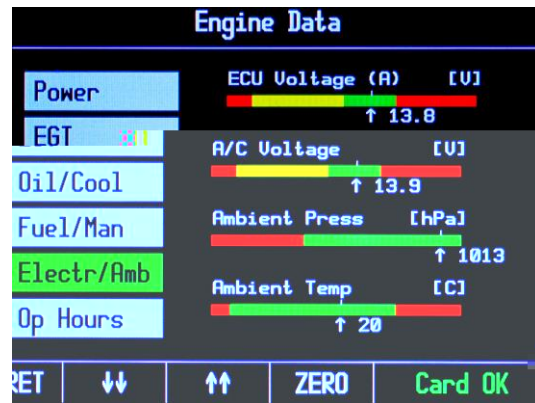 Engine Data
Power
EGT
Oil/Cool
Fuel/Man
Electr/Amb
Op Hours
ECU Voltage (A) [V]
↑ 13.8
A/C Voltage [V]
↑ 13.9
Ambient Press [hPa]
↑ 1013
Ambient Temp [C]
↑ 20
RET ↓↓ ↑↑ ZERO Card OK